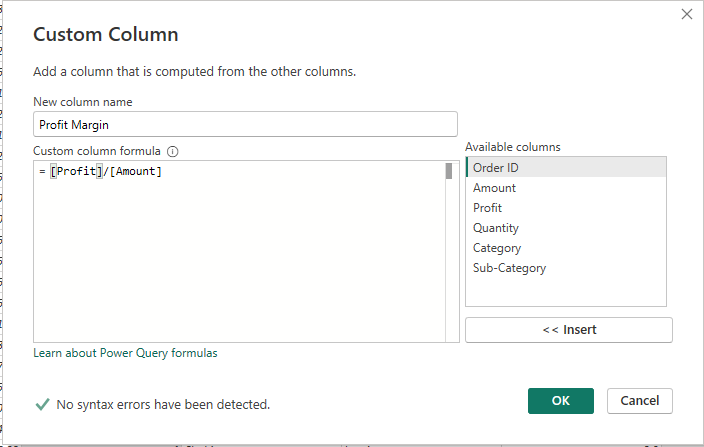 Custom Column
Add a column that is computed from the other columns.
New column name
Profit Margin
Custom column formula
= [Profit]/[Amount]
Available columns
Order ID
Amount
Profit
Quantity
Category
Sub-Category
<< Insert
Learn about Power Query formulas
No syntax errors have been detected.
OK
Cancel